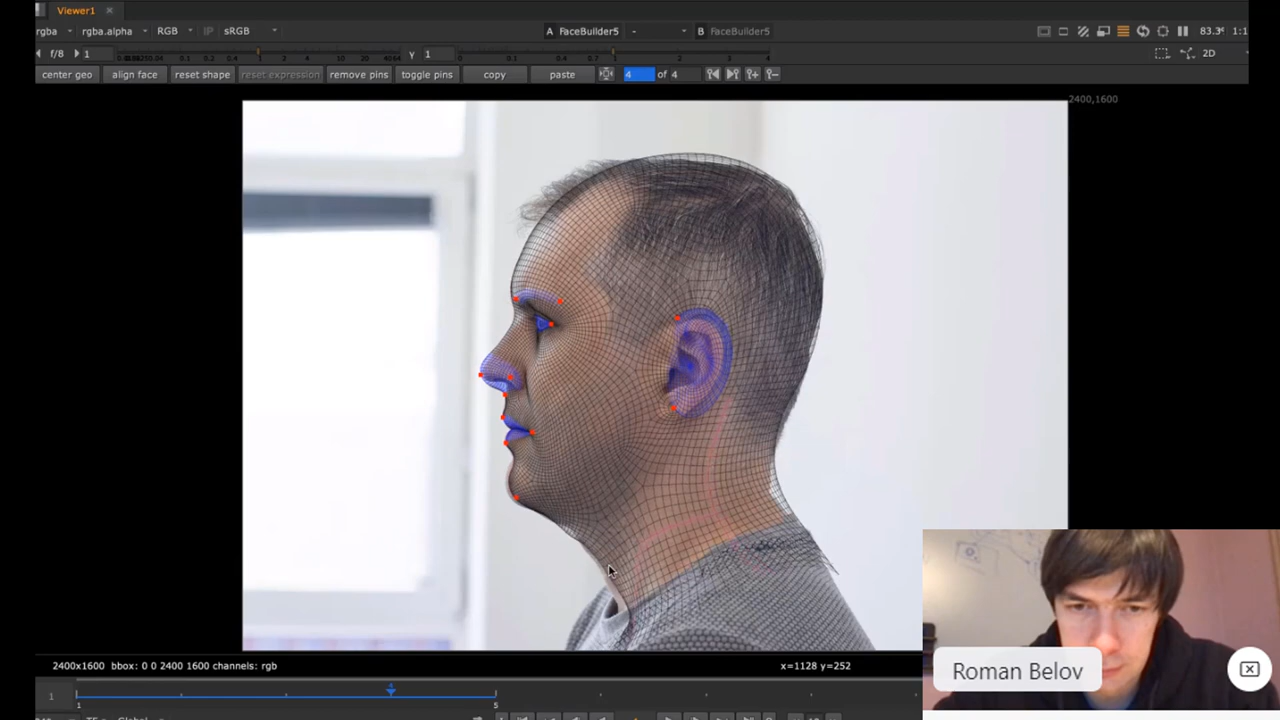 Viewer1 ×
rgba rgba.alpha RGB IP sRGB A FaceBuilder5 - B FaceBuilder5 83.3% 1:1
f/8 1 γ 1 2D
center geo align face reset shape reset expression remove pins toggle pins copy paste 4 of 4
2400,1600
Roman Belov
2400x1600 bbox: 0 0 2400 1600 channels: rgb x=1128 y=252
1 4
1 5